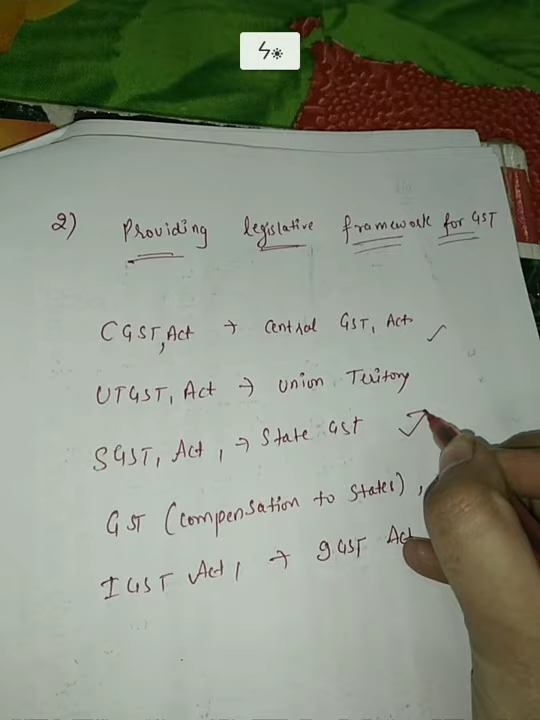 2) Providing legislative framework for GST
CGST, Act → Central GST, Act
UTGST, Act → Union Teritory
SGST, Act, → State GST
GST (Compensation to States),
IGST Act, → IGST Act